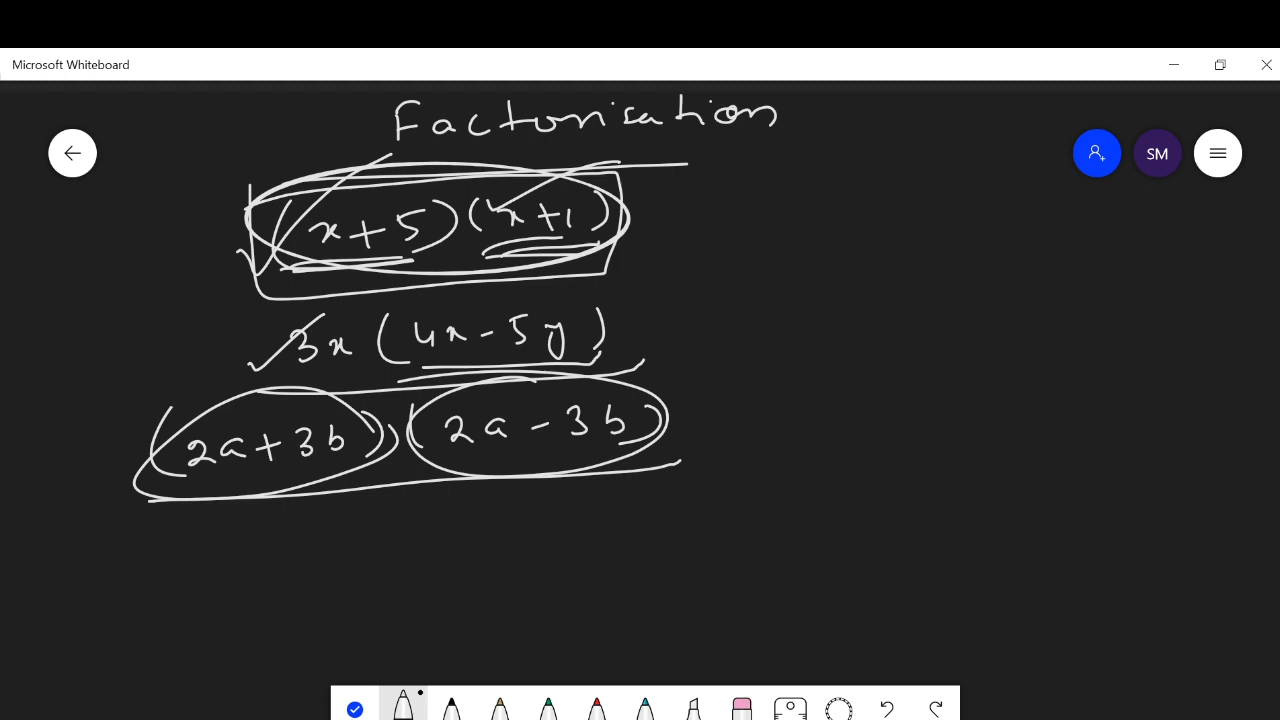 Microsoft Whiteboard
Factorisation
(x+5)(x+1)
3x(4x-5y)
(2a+3b)(2a-3b)
SM